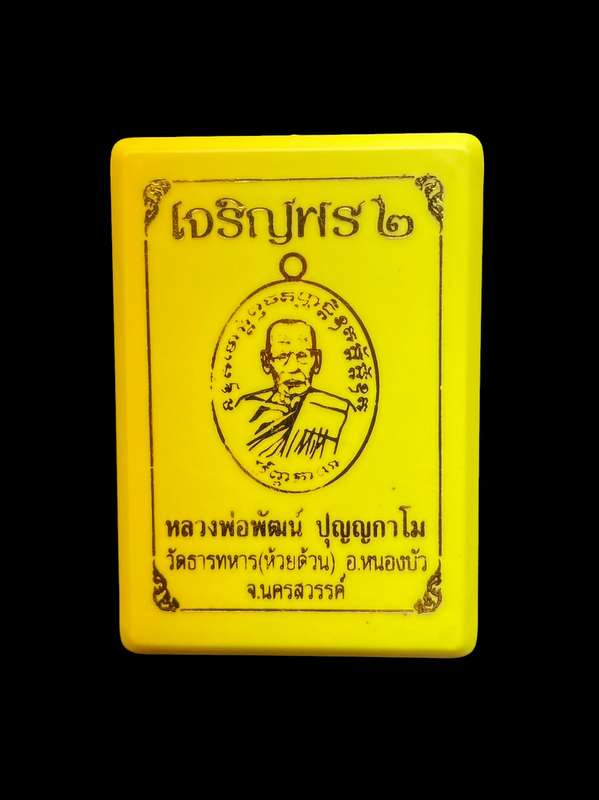 เจริญพร ๒
หลวงพ่อพัฒน์ ปุญญกาโม
วัดธารทหาร(ห้วยด้วน) อ.หนองบัว
จ.นครสวรรค์